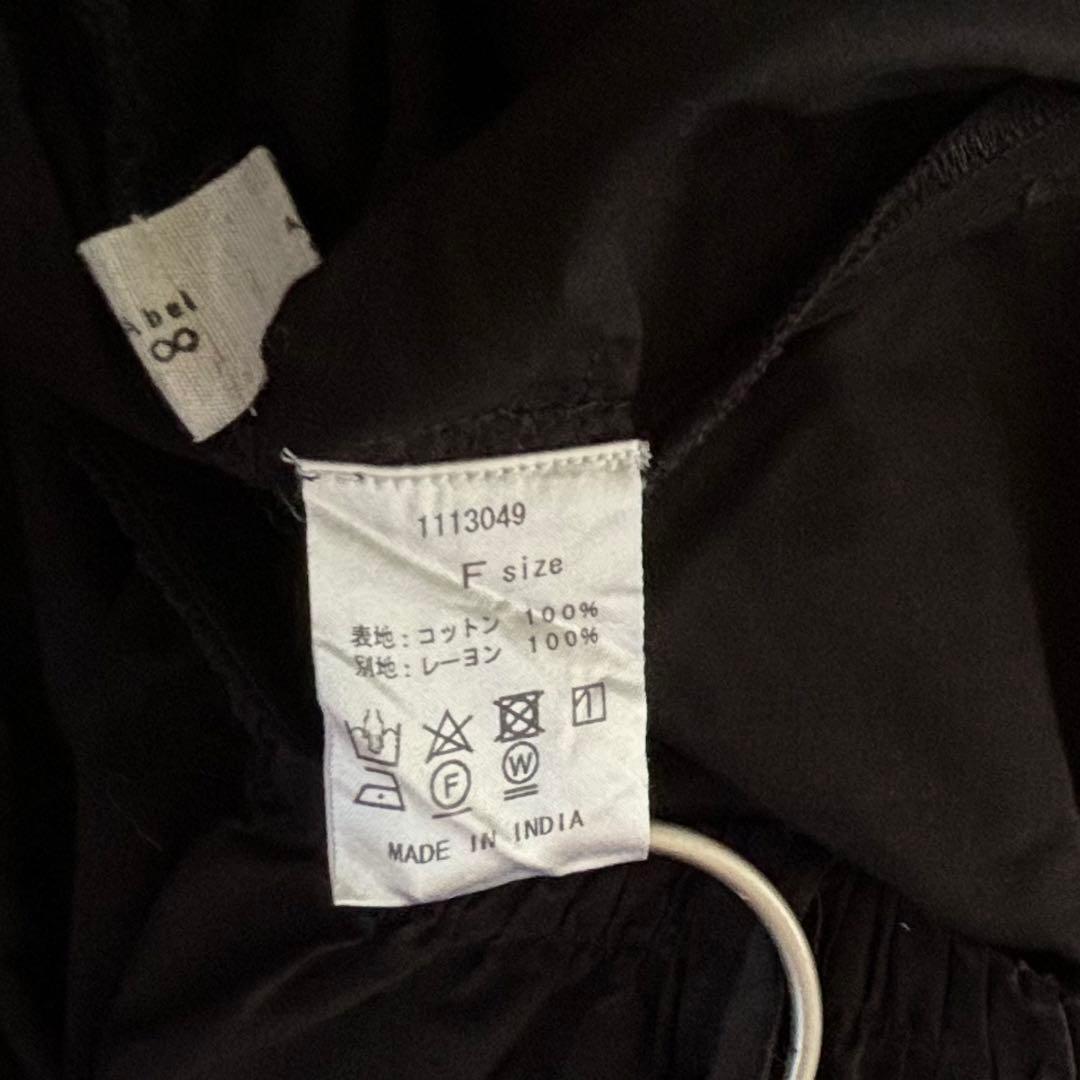 bel
8
1113049
F size
表地:コットン 100%
別地:レーヨン 100%
F
W
MADE IN INDIA